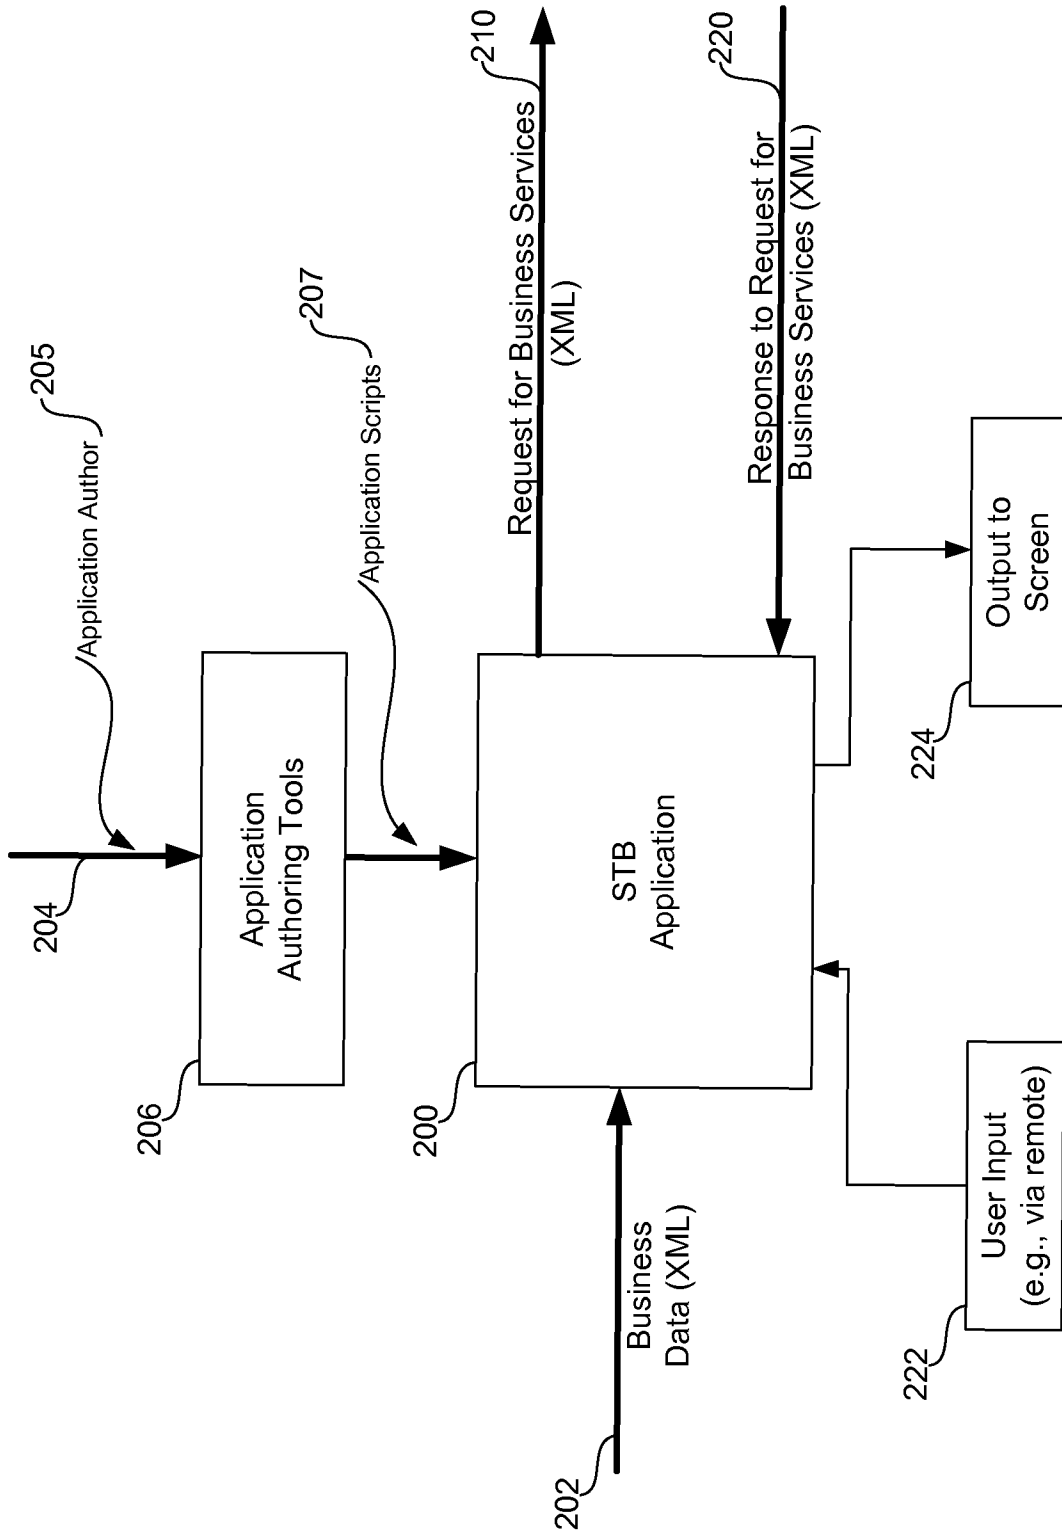 204
Application Author
205
206
Application
Authoring Tools
Application Scripts
207
200
STB
Application
202
Business
Data (XML)
Request for Business Services
(XML)
210
Response to Request for
Business Services (XML)
220
222
User Input
(e.g., via remote)
224
Output to
Screen